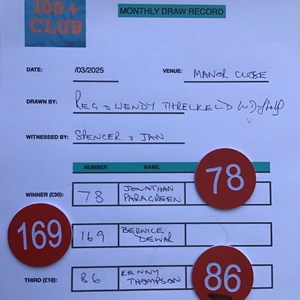 100+
CLUB
MONTHLY DRAW RECORD
DATE: /03/2025 VENUE: MANOR CLOSE
DRAWN BY: REG & WENDY THRELKELD
WITNESSED BY: SPENCER & JAN
NUMBER NAME
WINNER (£30): 78 JONATHAN PARAGREEN 78
169 169 BERNICE DEWAR
THIRD (£10): 86 KENNY THOMPSON 86